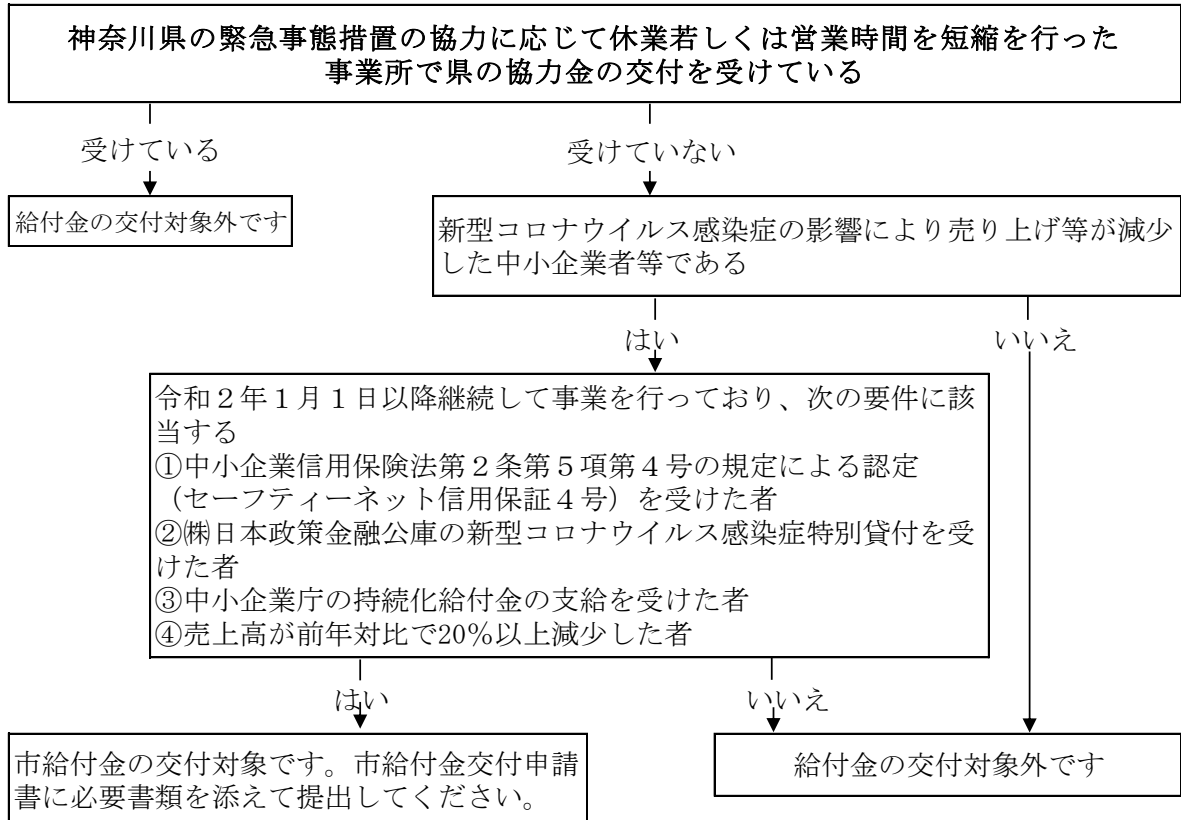 神奈川県の緊急事態措置の協力に応じて休業若しくは営業時間を短縮を行った
事業所で県の協力金の交付を受けている
受けている
受けていない
給付金の交付対象外です
新型コロナウイルス感染症の影響により売り上げ等が減少
した中小企業者等である
はい
いいえ
令和２年１月１日以降継続して事業を行っており、次の要件に該
当する
①中小企業信用保険法第２条第５項第４号の規定による認定
（セーフティーネット信用保証４号）を受けた者
②㈱日本政策金融公庫の新型コロナウイルス感染症特別貸付を受
けた者
③中小企業庁の持続化給付金の支給を受けた者
④売上高が前年対比で20％以上減少した者
はい
いいえ
市給付金の交付対象です。市給付金交付申請
書に必要書類を添えて提出してください。
給付金の交付対象外です